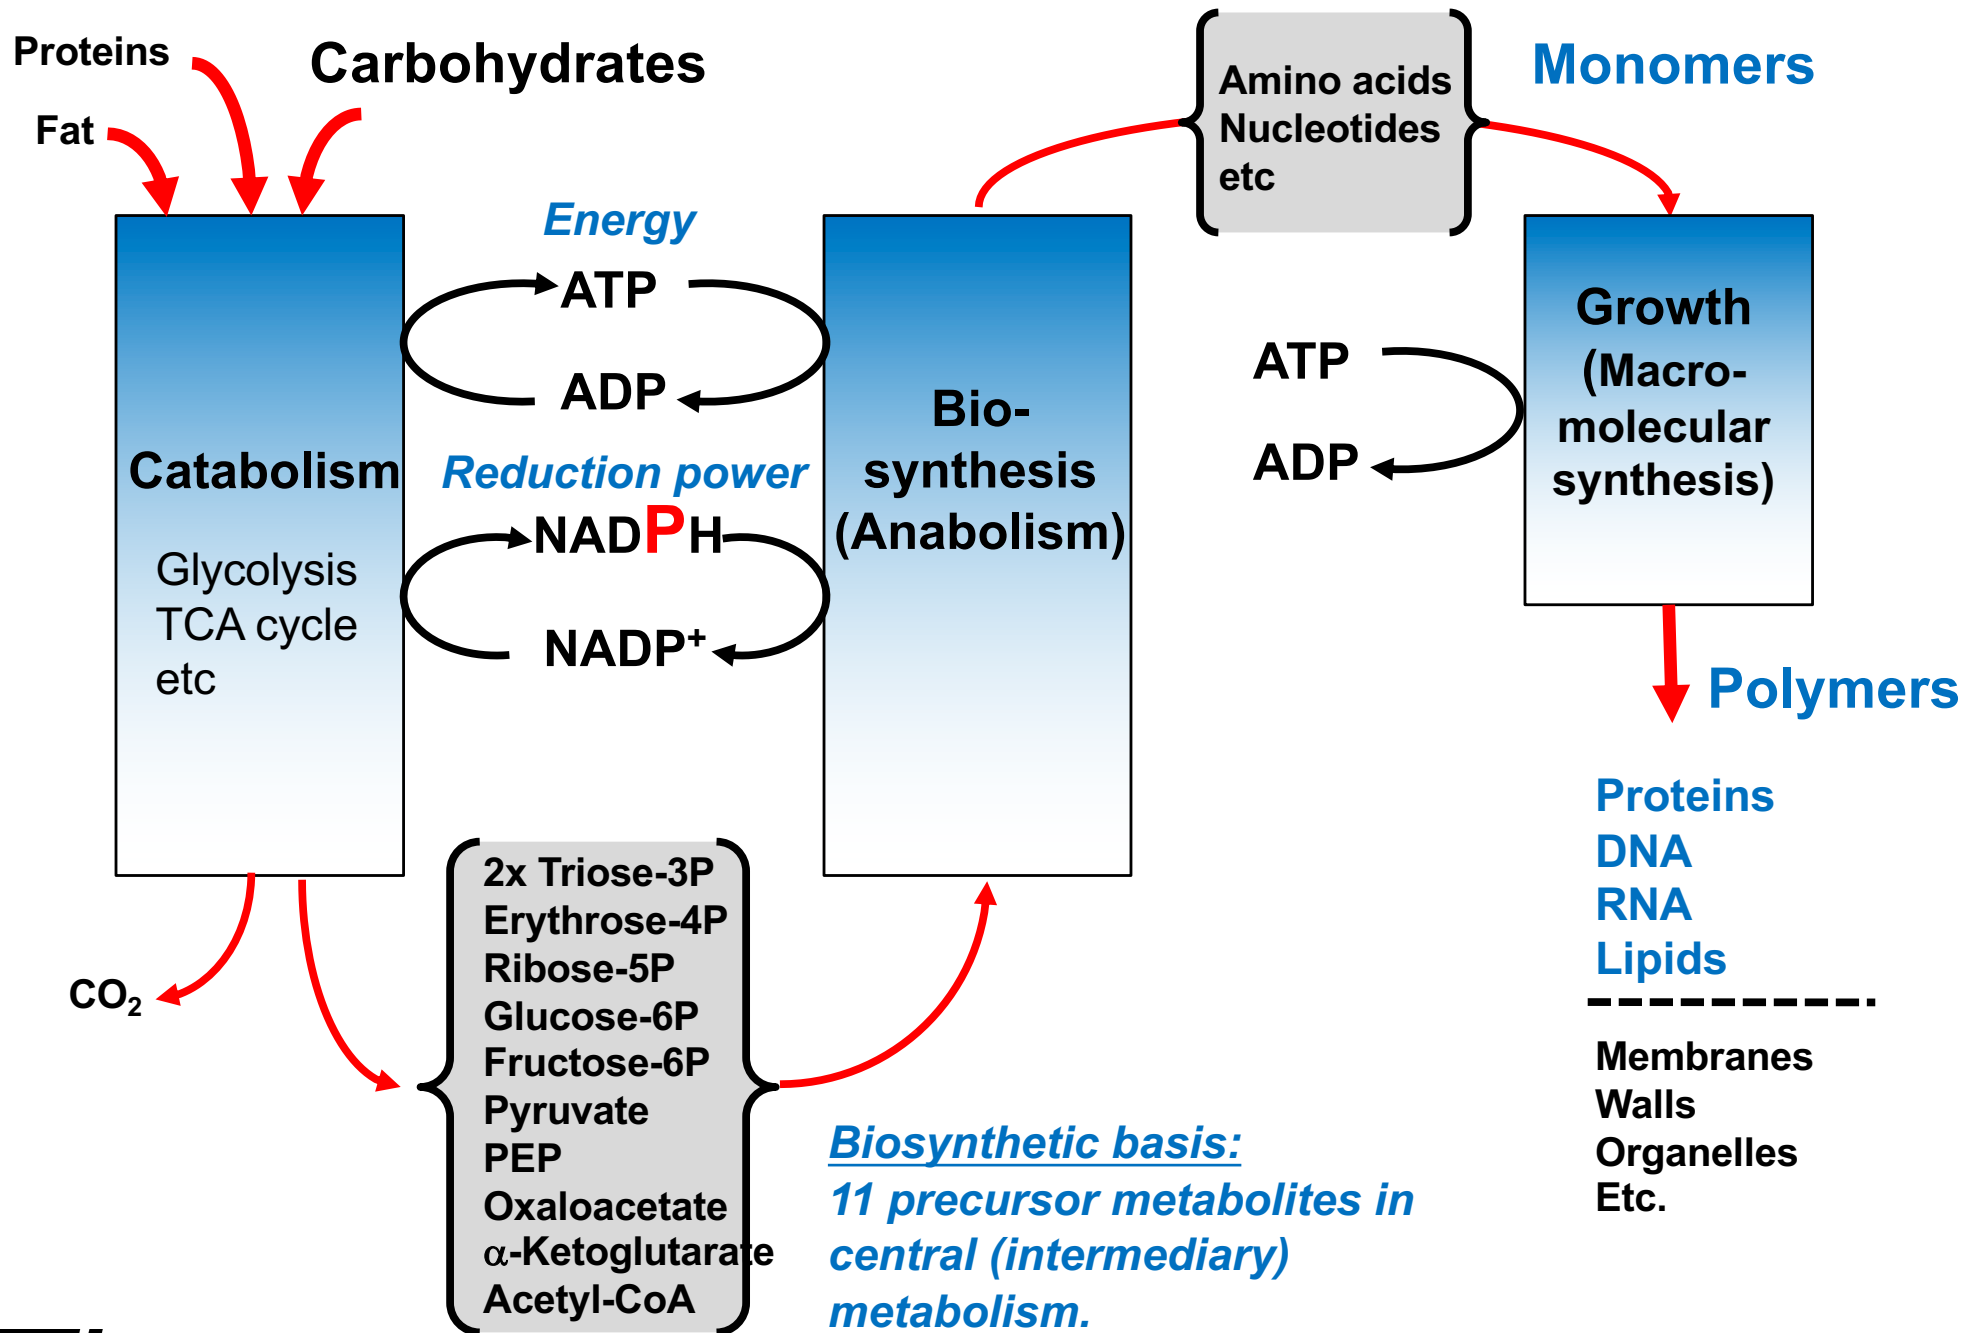 Proteins
Carbohydrates
Fat
Amino acids
Nucleotides
etc
Monomers
Energy
ATP
ADP
Catabolism
Glycolysis
TCA cycle
etc
Reduction power
NADPH
NADP⁺
Bio-
synthesis
(Anabolism)
ATP
ADP
Growth
(Macro-
molecular
synthesis)
Polymers
Proteins
DNA
RNA
Lipids
Membranes
Walls
Organelles
Etc.
CO₂
2x Triose-3P
Erythrose-4P
Ribose-5P
Glucose-6P
Fructose-6P
Pyruvate
PEP
Oxaloacetate
α-Ketoglutarate
Acetyl-CoA
Biosynthetic basis:
11 precursor metabolites in
central (intermediary)
metabolism.